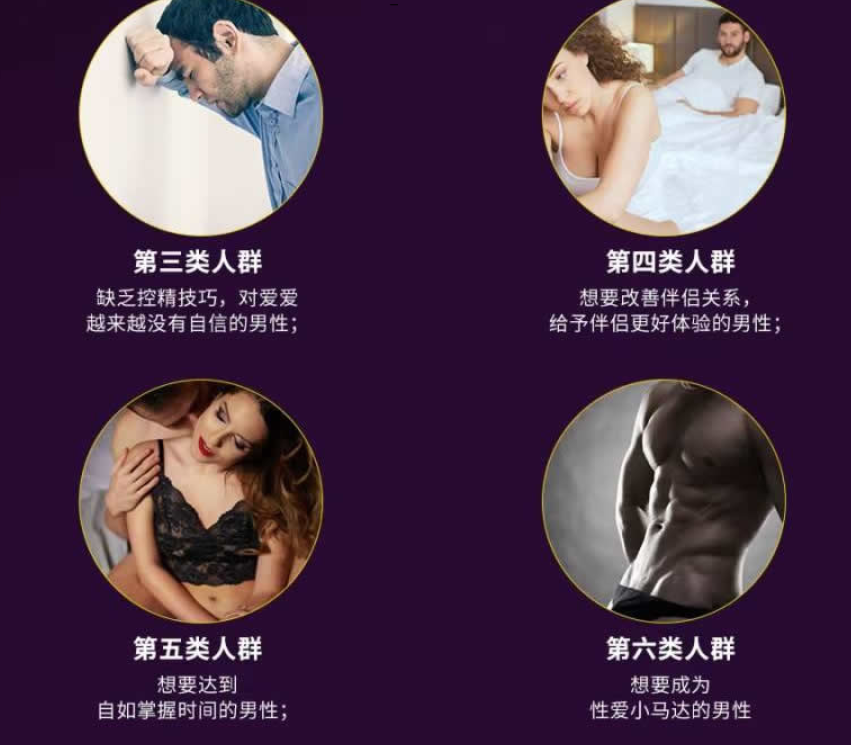 第三类人群
缺乏控精技巧，对爱爱
越来越没有自信的男性；
第四类人群
想要改善伴侣关系，
给予伴侣更好体验的男性；
第五类人群
想要达到
自如掌握时间的男性；
第六类人群
想要成为
性爱小马达的男性